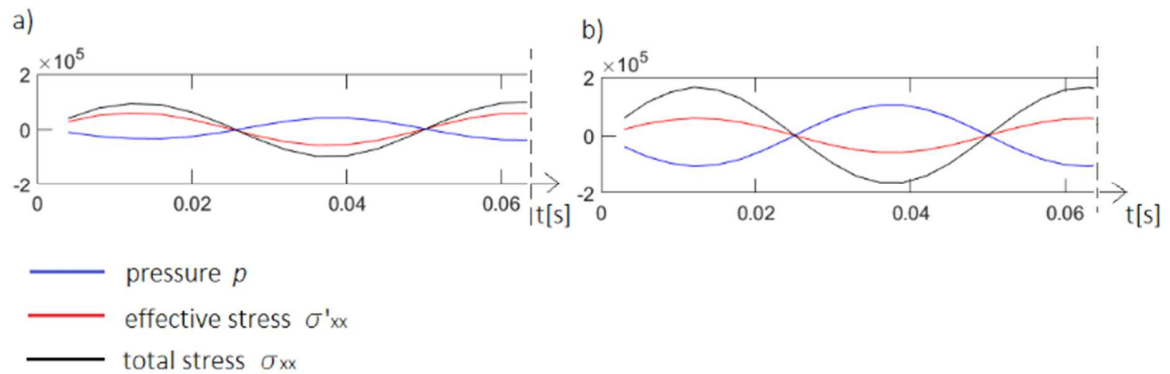 a)
×10⁵
2
0
-2
0
0.02
0.04
0.06
t[s]
b)
×10⁵
2
0
-2
0
0.02
0.04
0.06
t[s]
pressure p
effective stress σ'xx
total stress σxx